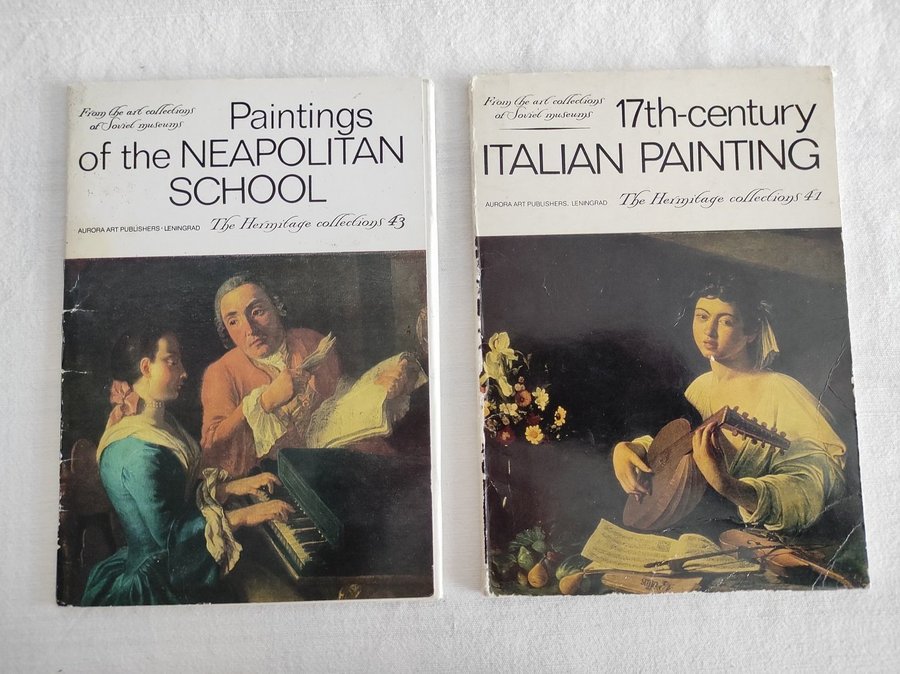 From the art collections
of Soviet museums
Paintings
of the NEAPOLITAN
SCHOOL
AURORA ART PUBLISHERS · LENINGRAD
The Hermitage collections 43
From the art collections
of Soviet museums
17th-century
ITALIAN PAINTING
AURORA ART PUBLISHERS. LENINGRAD
The Hermitage collections 41